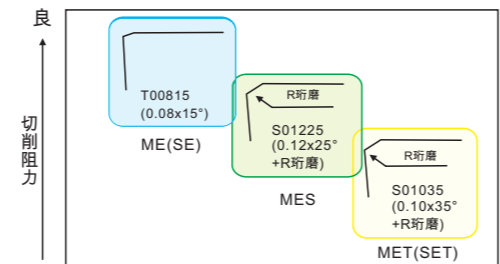 良
切削阻力
T00815
(0.08x15°)
ME(SE)
R珩磨
S01225
(0.12x25°
+R珩磨)
MES
R珩磨
S01035
(0.10x35°
+R珩磨)
MET(SET)